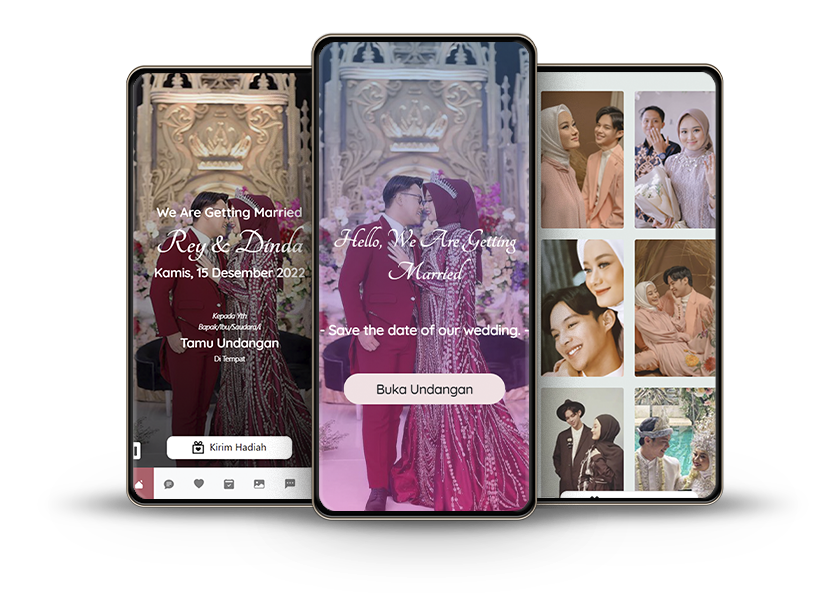 We Are Getting Married
Rey & Dinda
Kamis, 15 Desember 2022
Kepada Yth
Bapak/Ibu/Saudara/i
Tamu Undangan
Di Tempat
Kirim Hadiah
Hello, We Are Getting
Married
- Save the date of our wedding. -
Buka Undangan